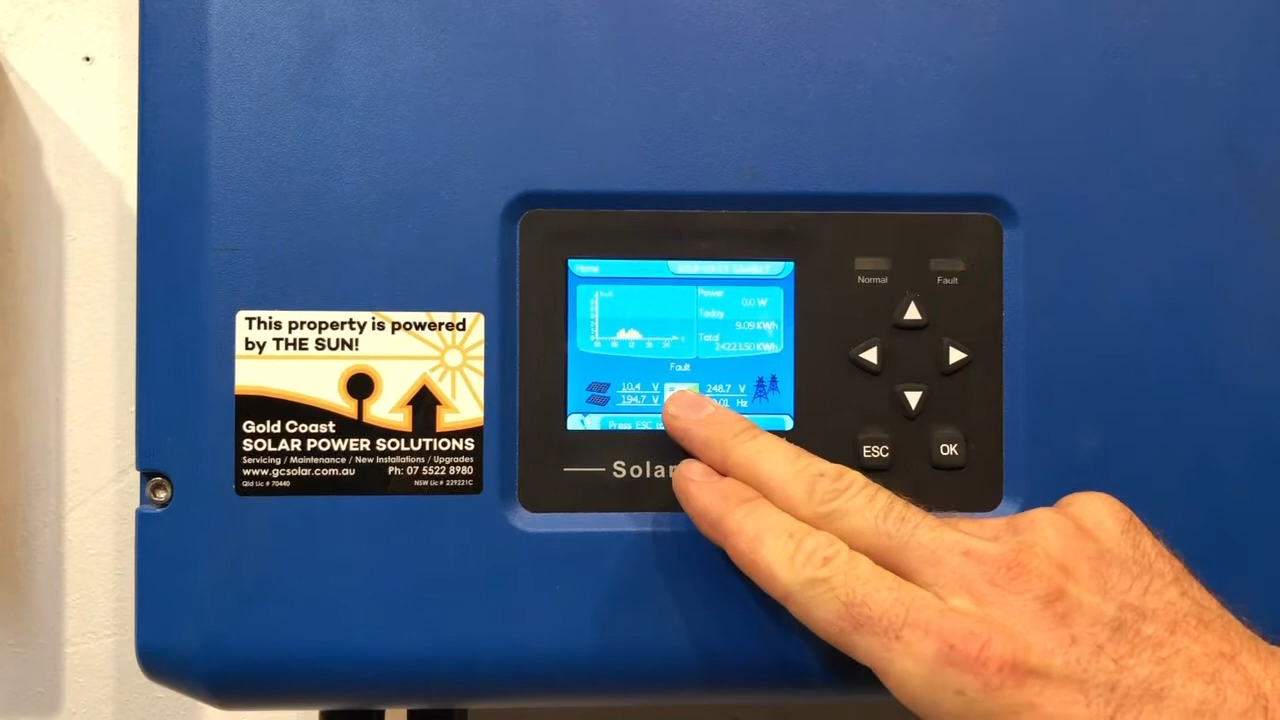 This property is powered
by THE SUN!
Gold Coast
SOLAR POWER SOLUTIONS
Servicing / Maintenance / New Installations / Upgrades
www.gcsolar.com.au Ph: 07 5522 8980
Qld Lic # 70440 NSW Lic # 229221C
Home
Power
0.0 W
Today
9.09 KWh
Total
24223.50 KWh
Fault
10.4 V 248.7 V
194.7 V Hz
Press ESC
Solar
Normal Fault
ESC OK